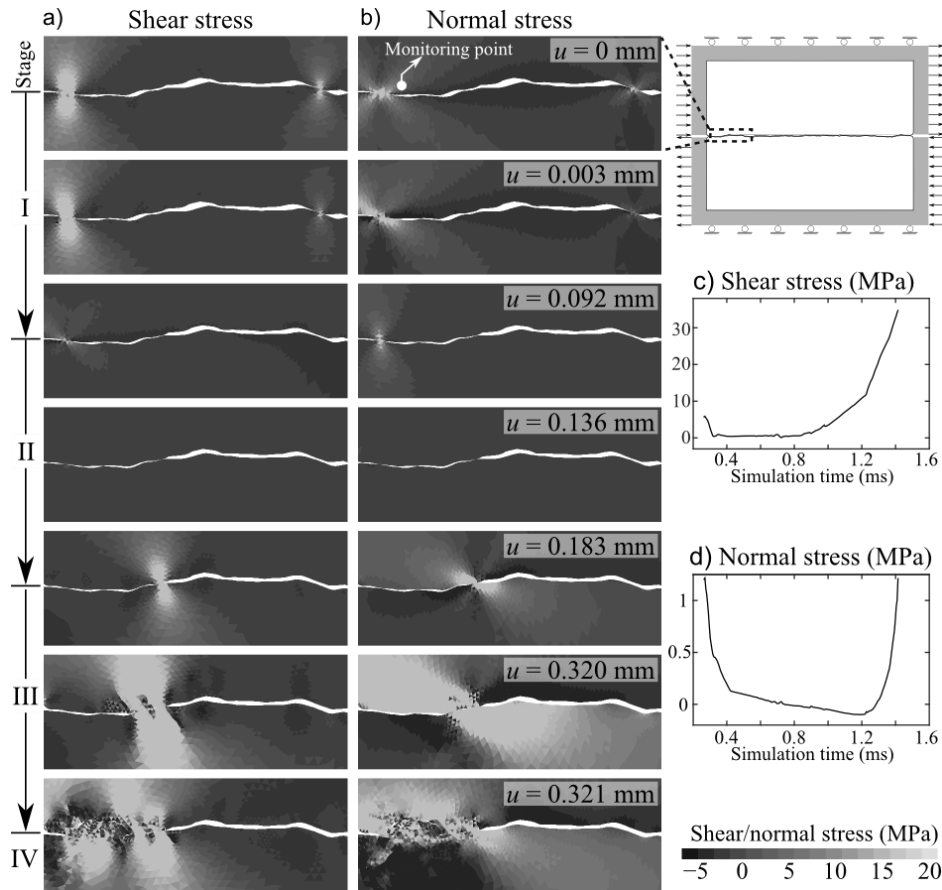 a) Shear stress
b) Normal stress
Stage
Monitoring point
u = 0 mm
I
u = 0.003 mm
u = 0.092 mm
II
u = 0.136 mm
u = 0.183 mm
III
u = 0.320 mm
IV
u = 0.321 mm
c) Shear stress (MPa)
30
20
10
0
0.4 0.8 1.2 1.6
Simulation time (ms)
d) Normal stress (MPa)
1
0.5
0
0.4 0.8 1.2 1.6
Simulation time (ms)
Shear/normal stress (MPa)
−5 0 5 10 15 20